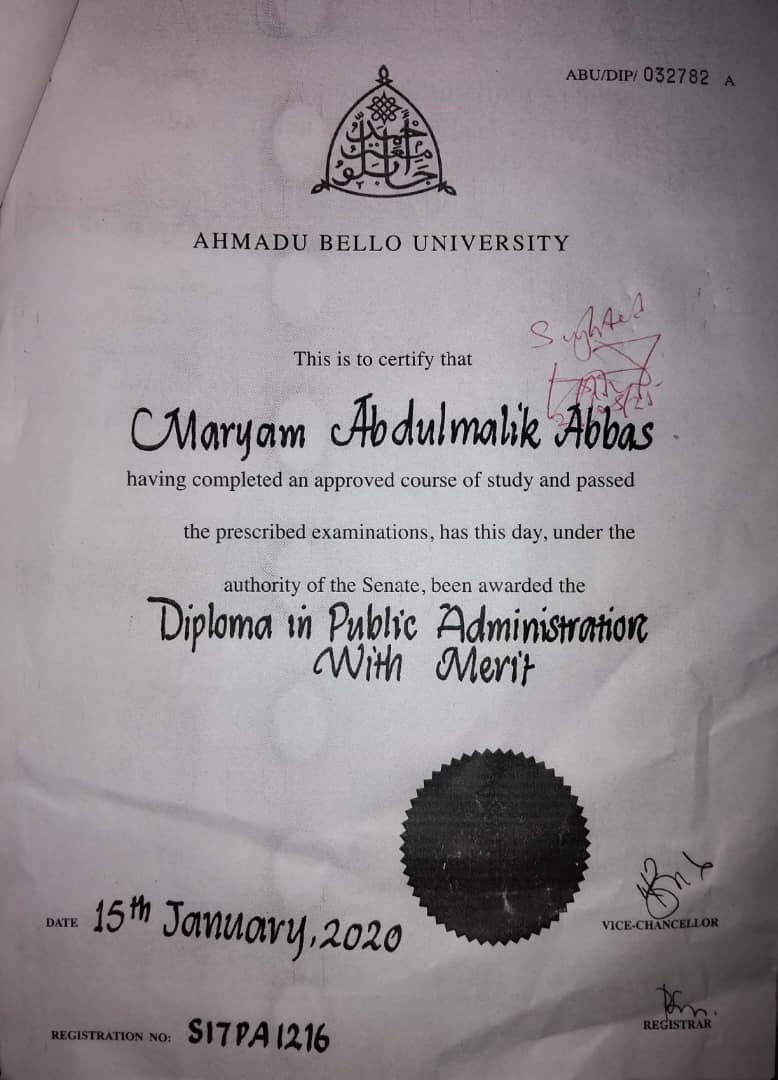 ABU/DIP/ 032782 A
AHMADU BELLO UNIVERSITY
Sighted
This is to certify that
Maryam Abdulmalik Abbas
having completed an approved course of study and passed
the prescribed examinations, has this day, under the
authority of the Senate, been awarded the
Diploma in Public Administration
With Merit
DATE 15th January, 2020
VICE-CHANCELLOR
REGISTRATION NO: S17PA1216
REGISTRAR